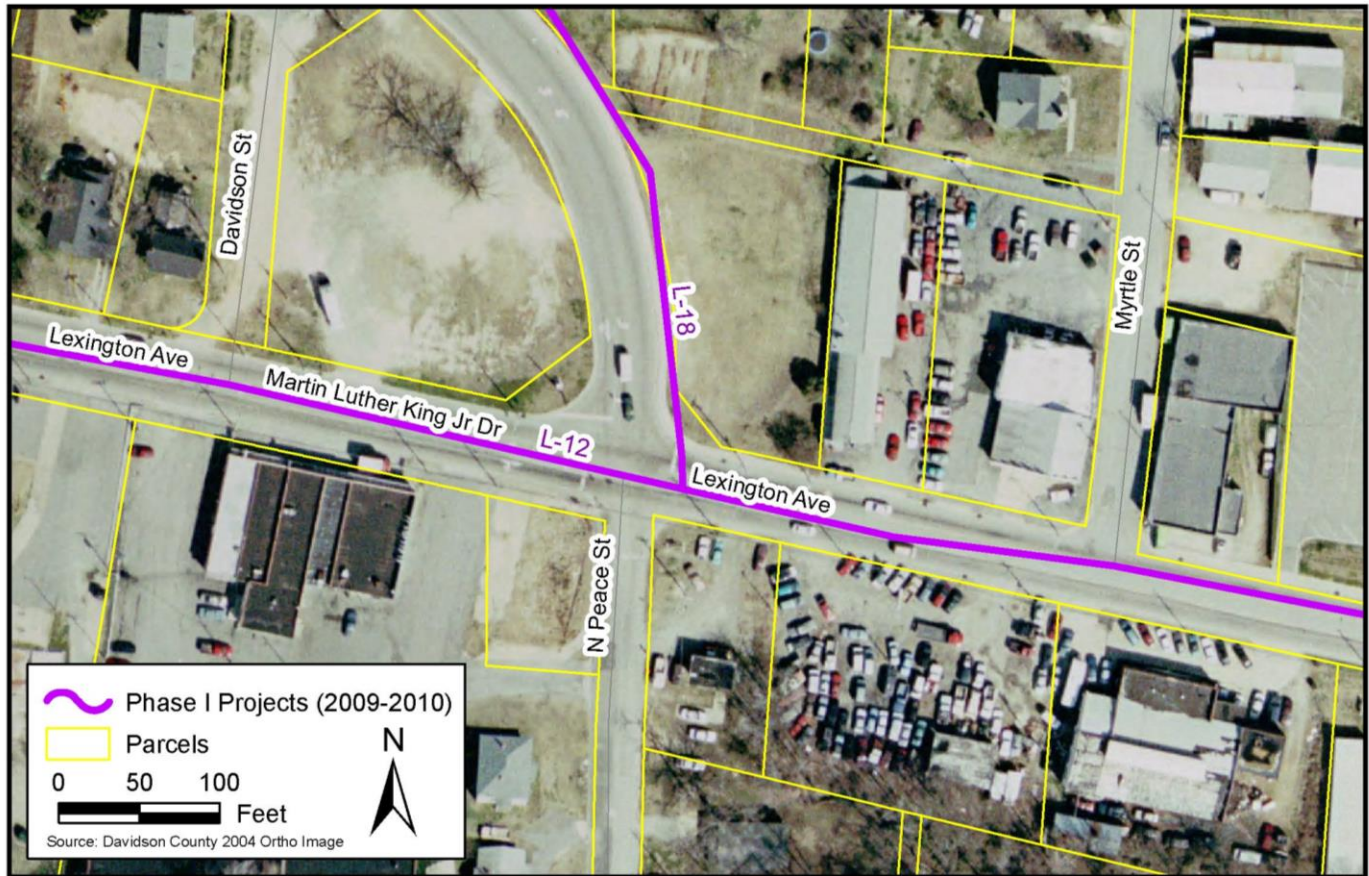 Davidson St
Lexington Ave
Martin Luther King Jr Dr
L-12
L-18
Lexington Ave
Myrtle St
N Peace St
Phase I Projects (2009-2010)
Parcels
N
0 50 100
Feet
Source: Davidson County 2004 Ortho Image